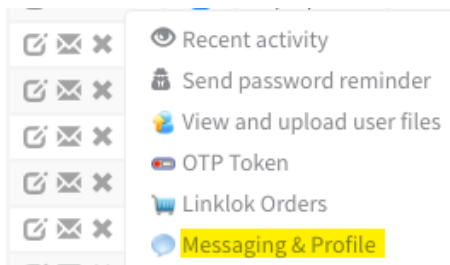 Recent activity
Send password reminder
View and upload user files
OTP Token
Linklok Orders
Messaging & Profile